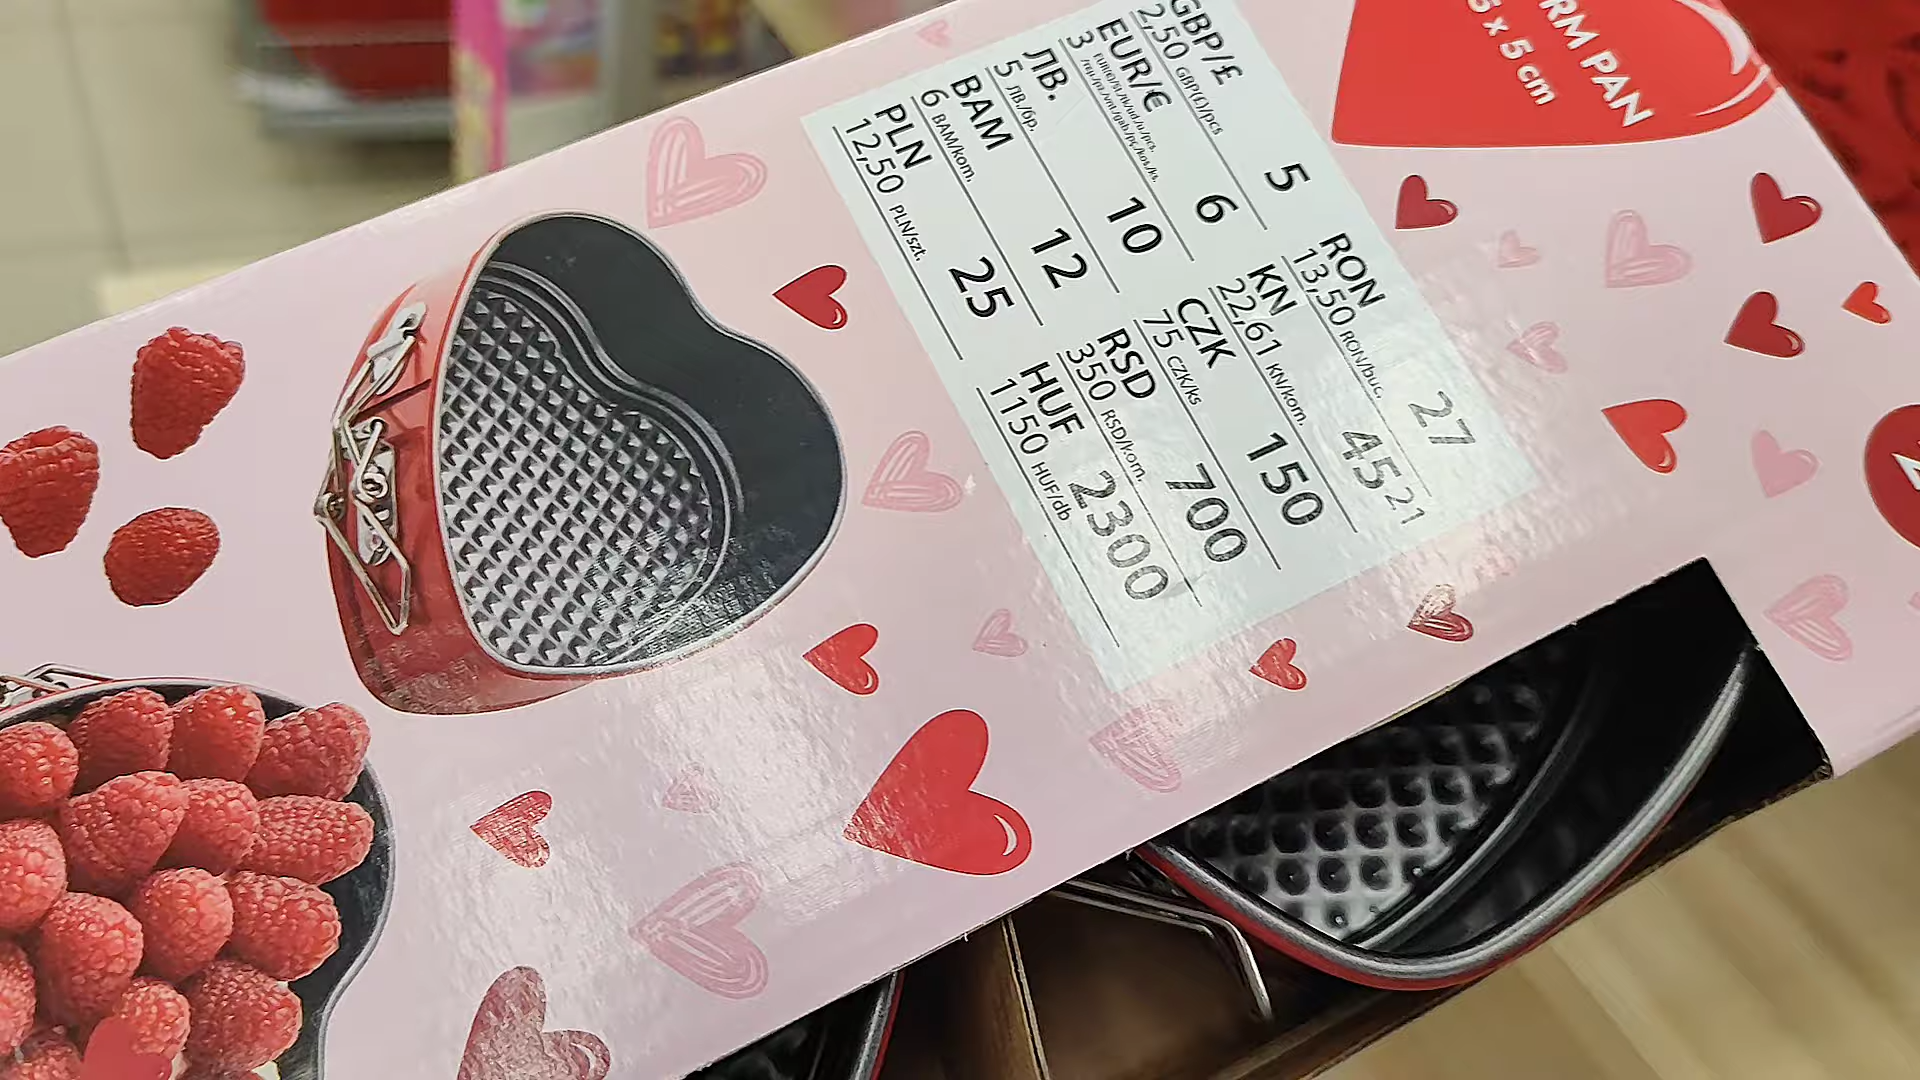 RM PAN
5 x 5 cm
GBP/£
2,50 GBP(£)/pcs
5
EUR/€
3
6
ЛВ.
5 ЛВ./бр.
10
BAM
6 BAM/kom.
12
PLN
12,50 PLN/szt.
25
RON
13,50 RON/buc.
27
KN
22,61 KN/kom.
45 21
CZK
75 CZK/ks
150
RSD
350 RSD/kom.
700
HUF
1150 HUF/db
2300